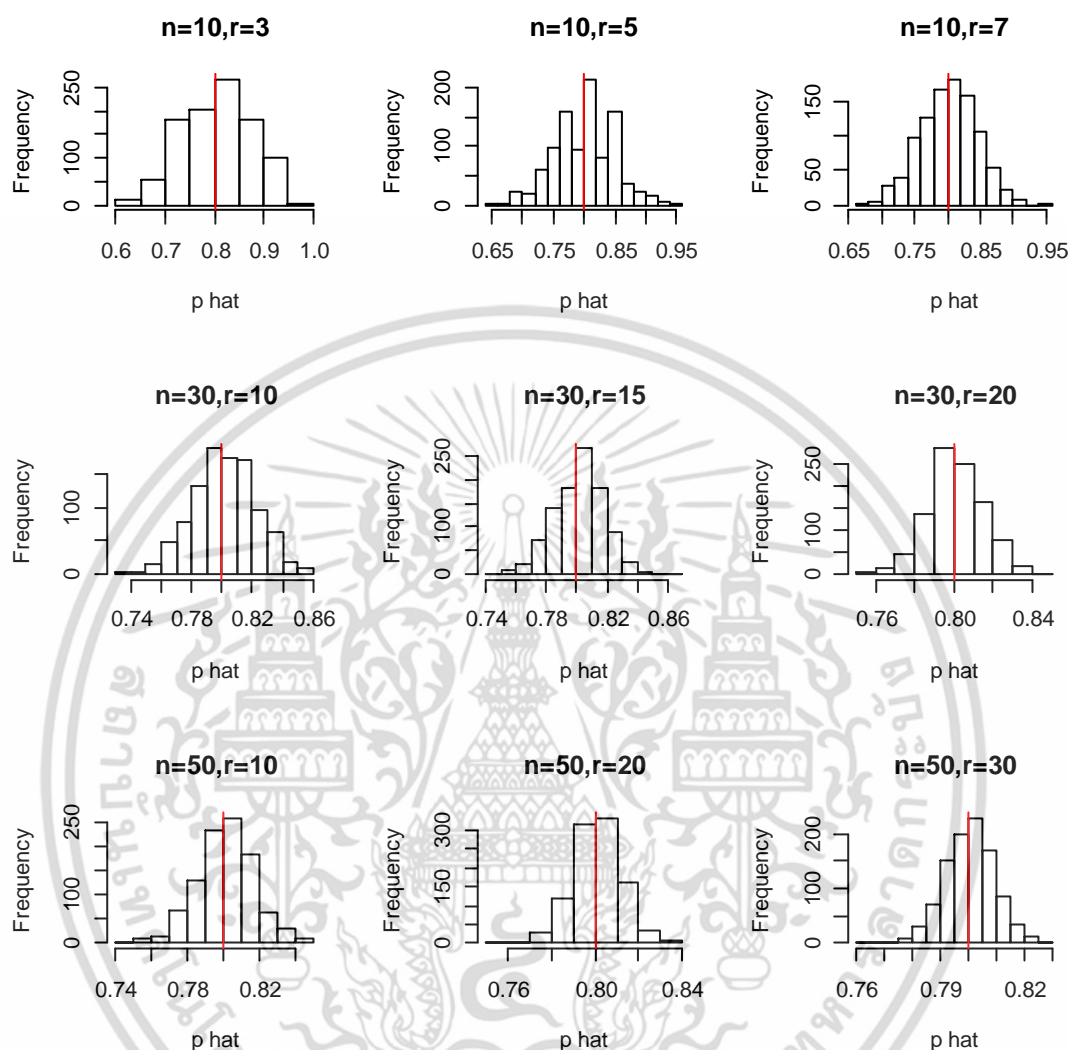 n=10,r=3
Frequency
0 100 250
0.6 0.7 0.8 0.9 1.0
p hat
n=10,r=5
Frequency
0 100 200
0.65 0.75 0.85 0.95
p hat
n=10,r=7
Frequency
0 50 150
0.65 0.75 0.85 0.95
p hat
n=30,r=10
Frequency
0 100
0.74 0.78 0.82 0.86
p hat
n=30,r=15
Frequency
0 100 250
0.74 0.78 0.82 0.86
p hat
n=30,r=20
Frequency
0 100 250
0.76 0.80 0.84
p hat
n=50,r=10
Frequency
0 100 250
0.74 0.78 0.82
p hat
n=50,r=20
Frequency
0 150 300
0.76 0.80 0.84
p hat
n=50,r=30
Frequency
0 100 200
0.76 0.79 0.82
p hat